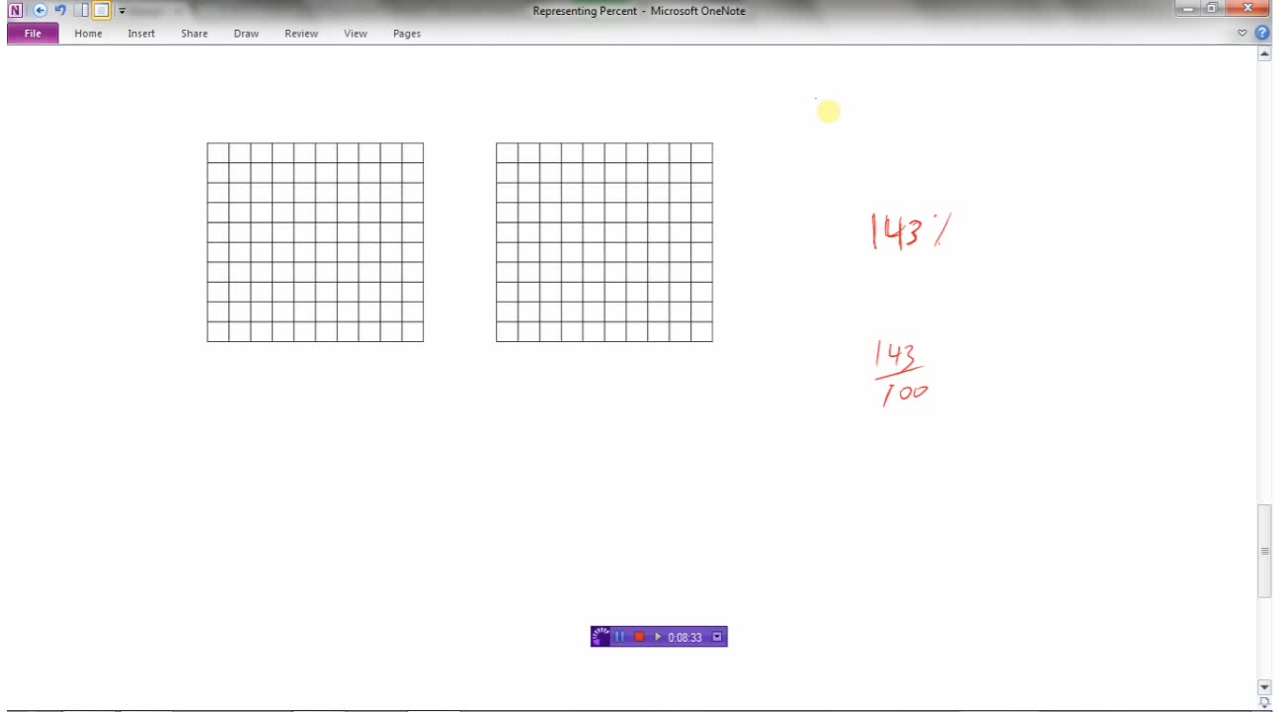 Representing Percent - Microsoft OneNote
File Home Insert Share Draw Review View Pages
143%
143
100
0:08:33